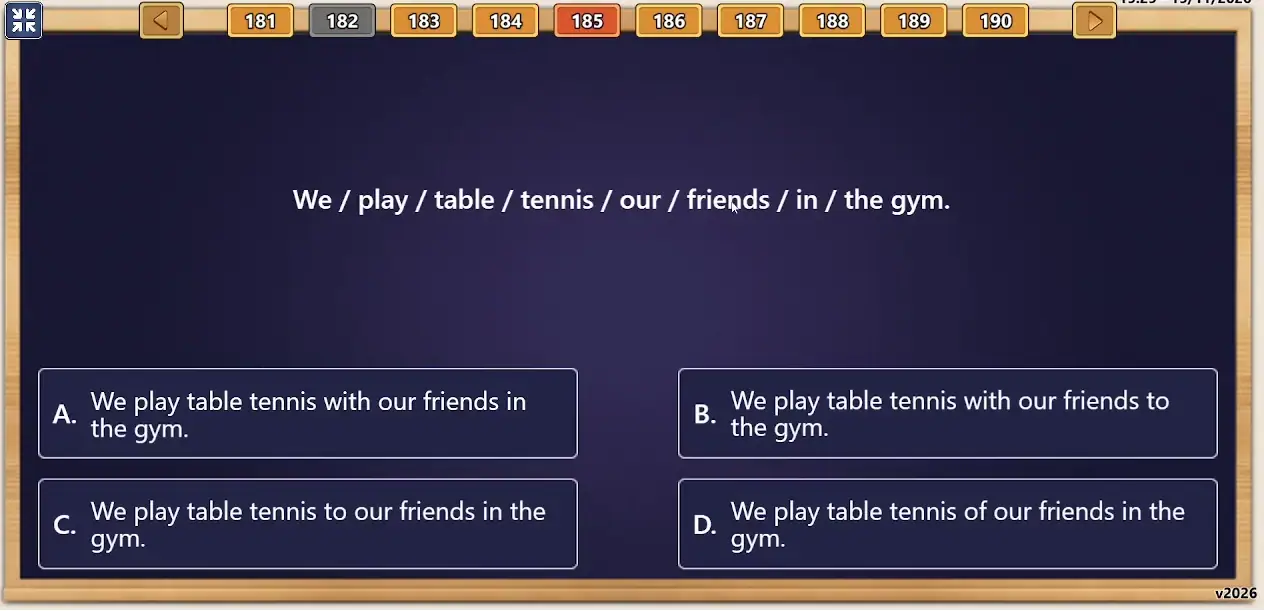 181 182 183 184 185 186 187 188 189 190
We / play / table / tennis / our / friends / in / the gym.
A. We play table tennis with our friends in
the gym.
B. We play table tennis with our friends to
the gym.
C. We play table tennis to our friends in the
gym.
D. We play table tennis of our friends in the
gym.
v2026